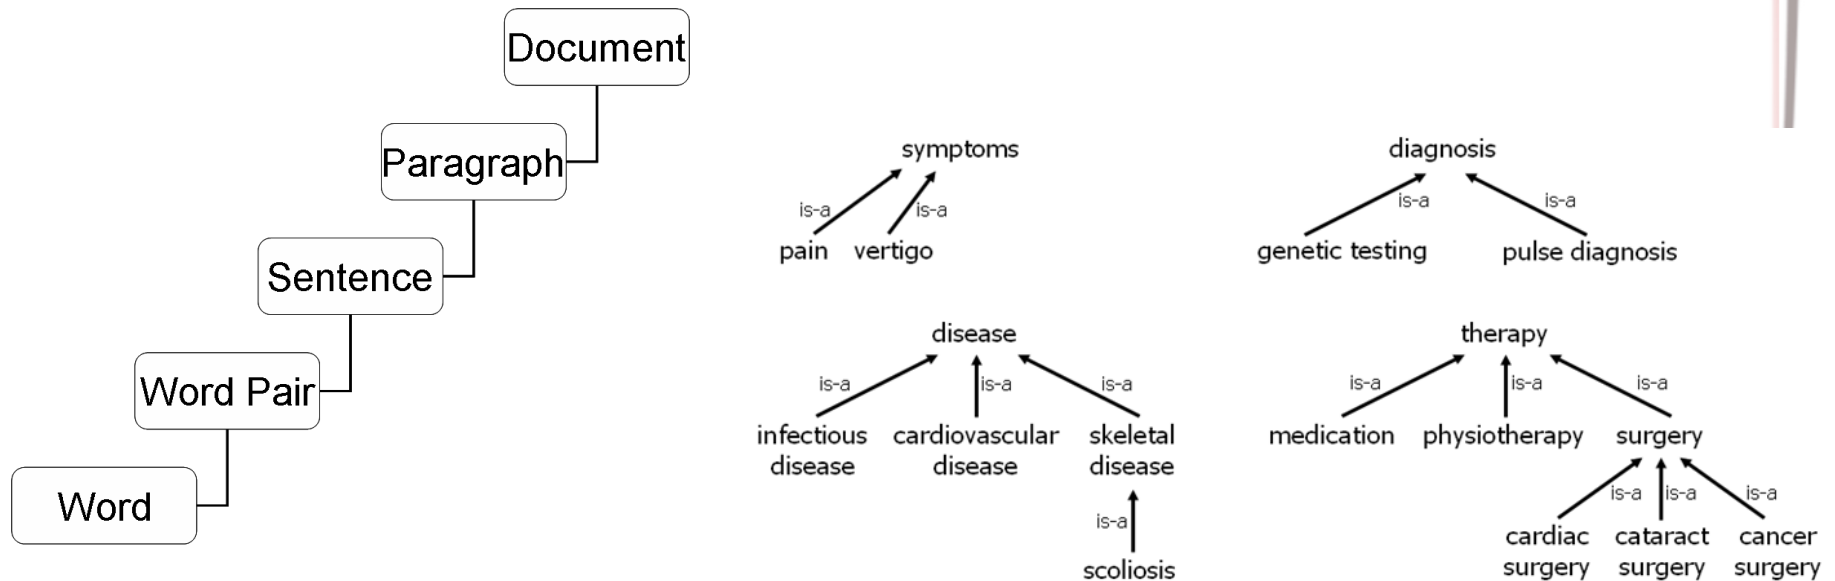 Document
Paragraph
Sentence
Word Pair
Word
symptoms
is-a
is-a
pain
vertigo
diagnosis
is-a
is-a
genetic testing
pulse diagnosis
disease
is-a
is-a
is-a
infectious
disease
cardiovascular
disease
skeletal
disease
is-a
scoliosis
therapy
is-a
is-a
is-a
medication
physiotherapy
surgery
is-a
is-a
is-a
cardiac
surgery
cataract
surgery
cancer
surgery